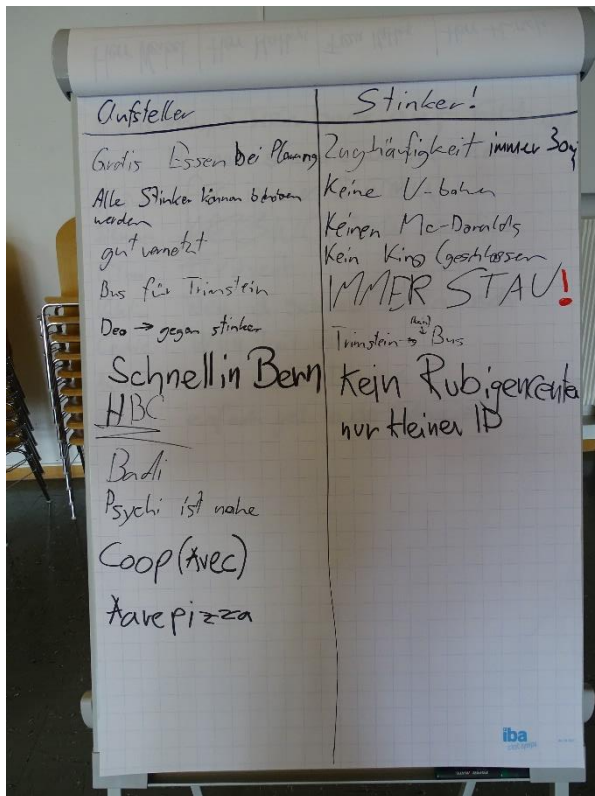 Aufsteller
Gratis Essen bei Planung
Alle Stinker können behoben
werden
gut vernetzt
Bus für Trimstein
Deo → gegen stinker
Schnell in Bern
HBC
Badi
Psychi ist nahe
Coop (Avec)
Aarepizza
Stinker!
Zughäufigkeit immer 30
Keine U-bahn
Keinen Mc-Donalds
Kein King (geschlossen
IMMER STAU!
(kein)
Trimstein → Bus
Kein Rubigencenter
nur kleiner
iba